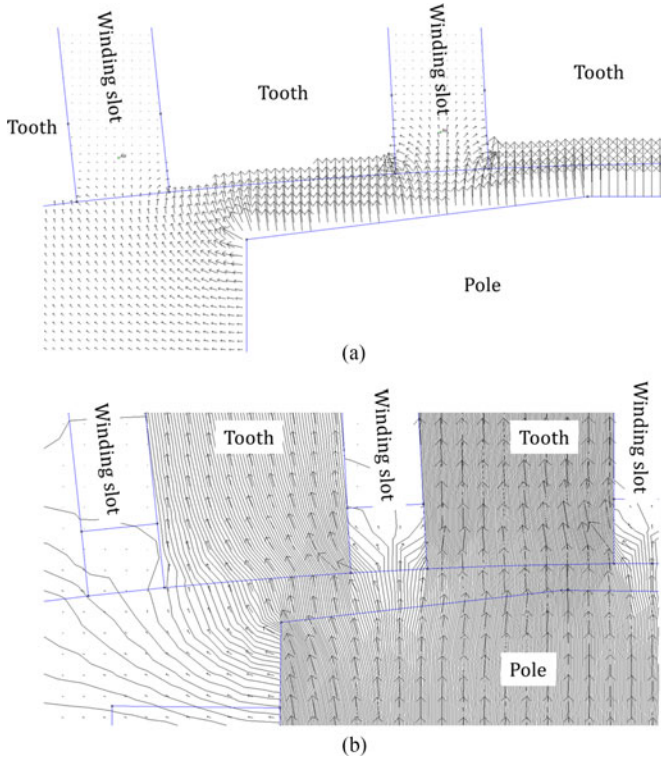 Winding slot
Winding slot
Tooth
Tooth
Tooth
Pole
(a)
Winding slot
Tooth
Winding slot
Tooth
Winding slot
Pole
(b)